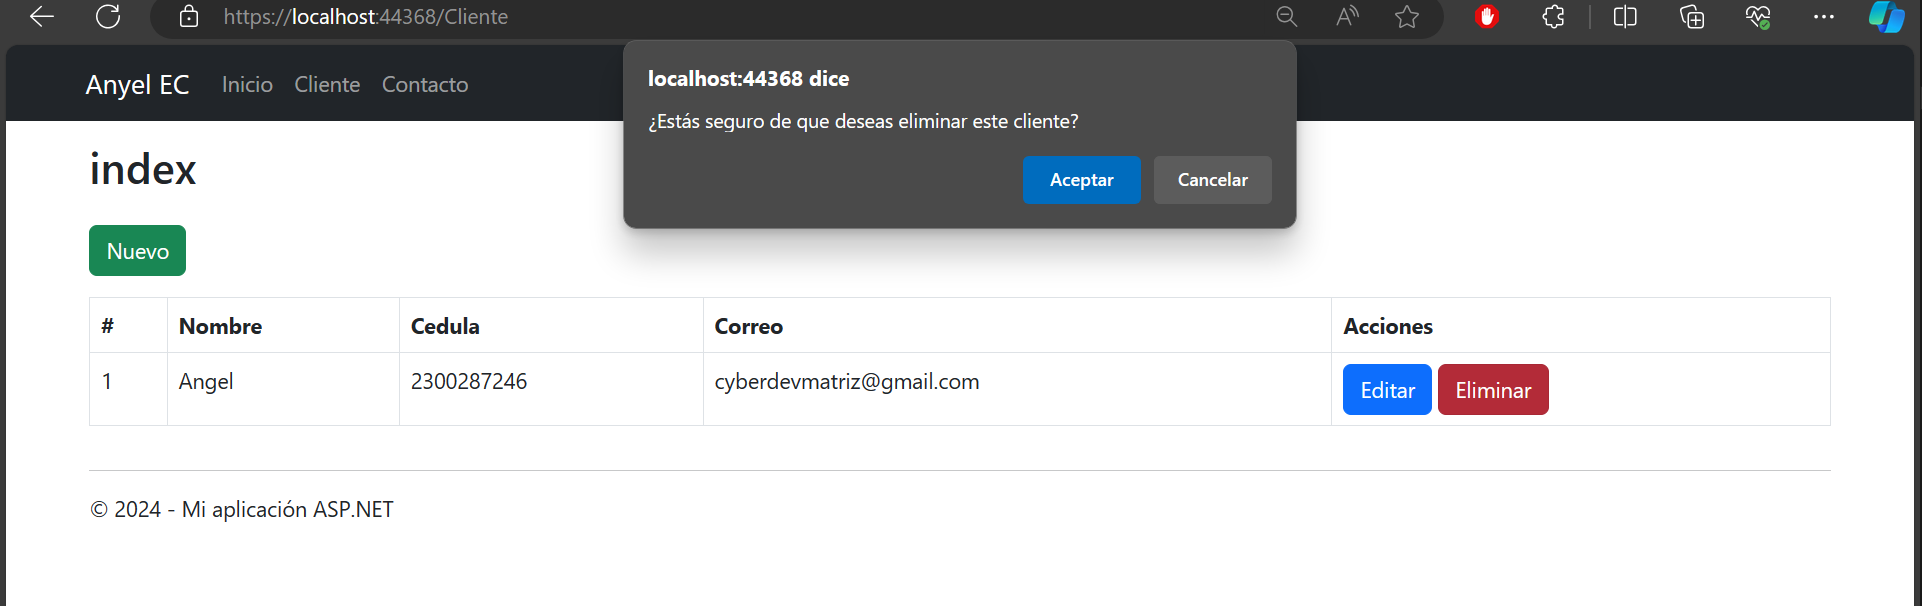 https://localhost:44368/Cliente
localhost:44368 dice
¿Estás seguro de que deseas eliminar este cliente?
Aceptar Cancelar
Anyel EC Inicio Cliente Contacto
index
Nuevo
# Nombre Cedula Correo Acciones
1 Angel 2300287246 cyberdevmatriz@gmail.com Editar Eliminar
© 2024 - Mi aplicación ASP.NET